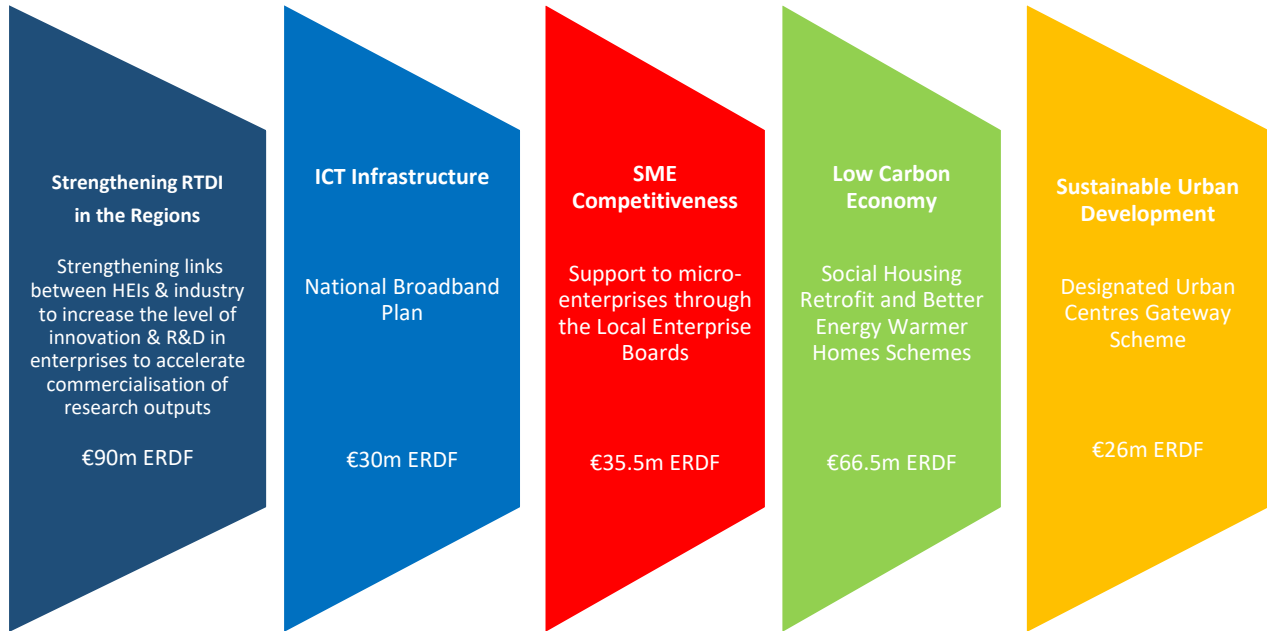 Strengthening RTDI
in the Regions
Strengthening links
between HEIs & industry
to increase the level of
innovation & R&D in
enterprises to accelerate
commercialisation of
research outputs
€90m ERDF
ICT Infrastructure
National Broadband
Plan
€30m ERDF
SME
Competitiveness
Support to micro-
enterprises through
the Local Enterprise
Boards
€35.5m ERDF
Low Carbon
Economy
Social Housing
Retrofit and Better
Energy Warmer
Homes Schemes
€66.5m ERDF
Sustainable Urban
Development
Designated Urban
Centres Gateway
Scheme
€26m ERDF